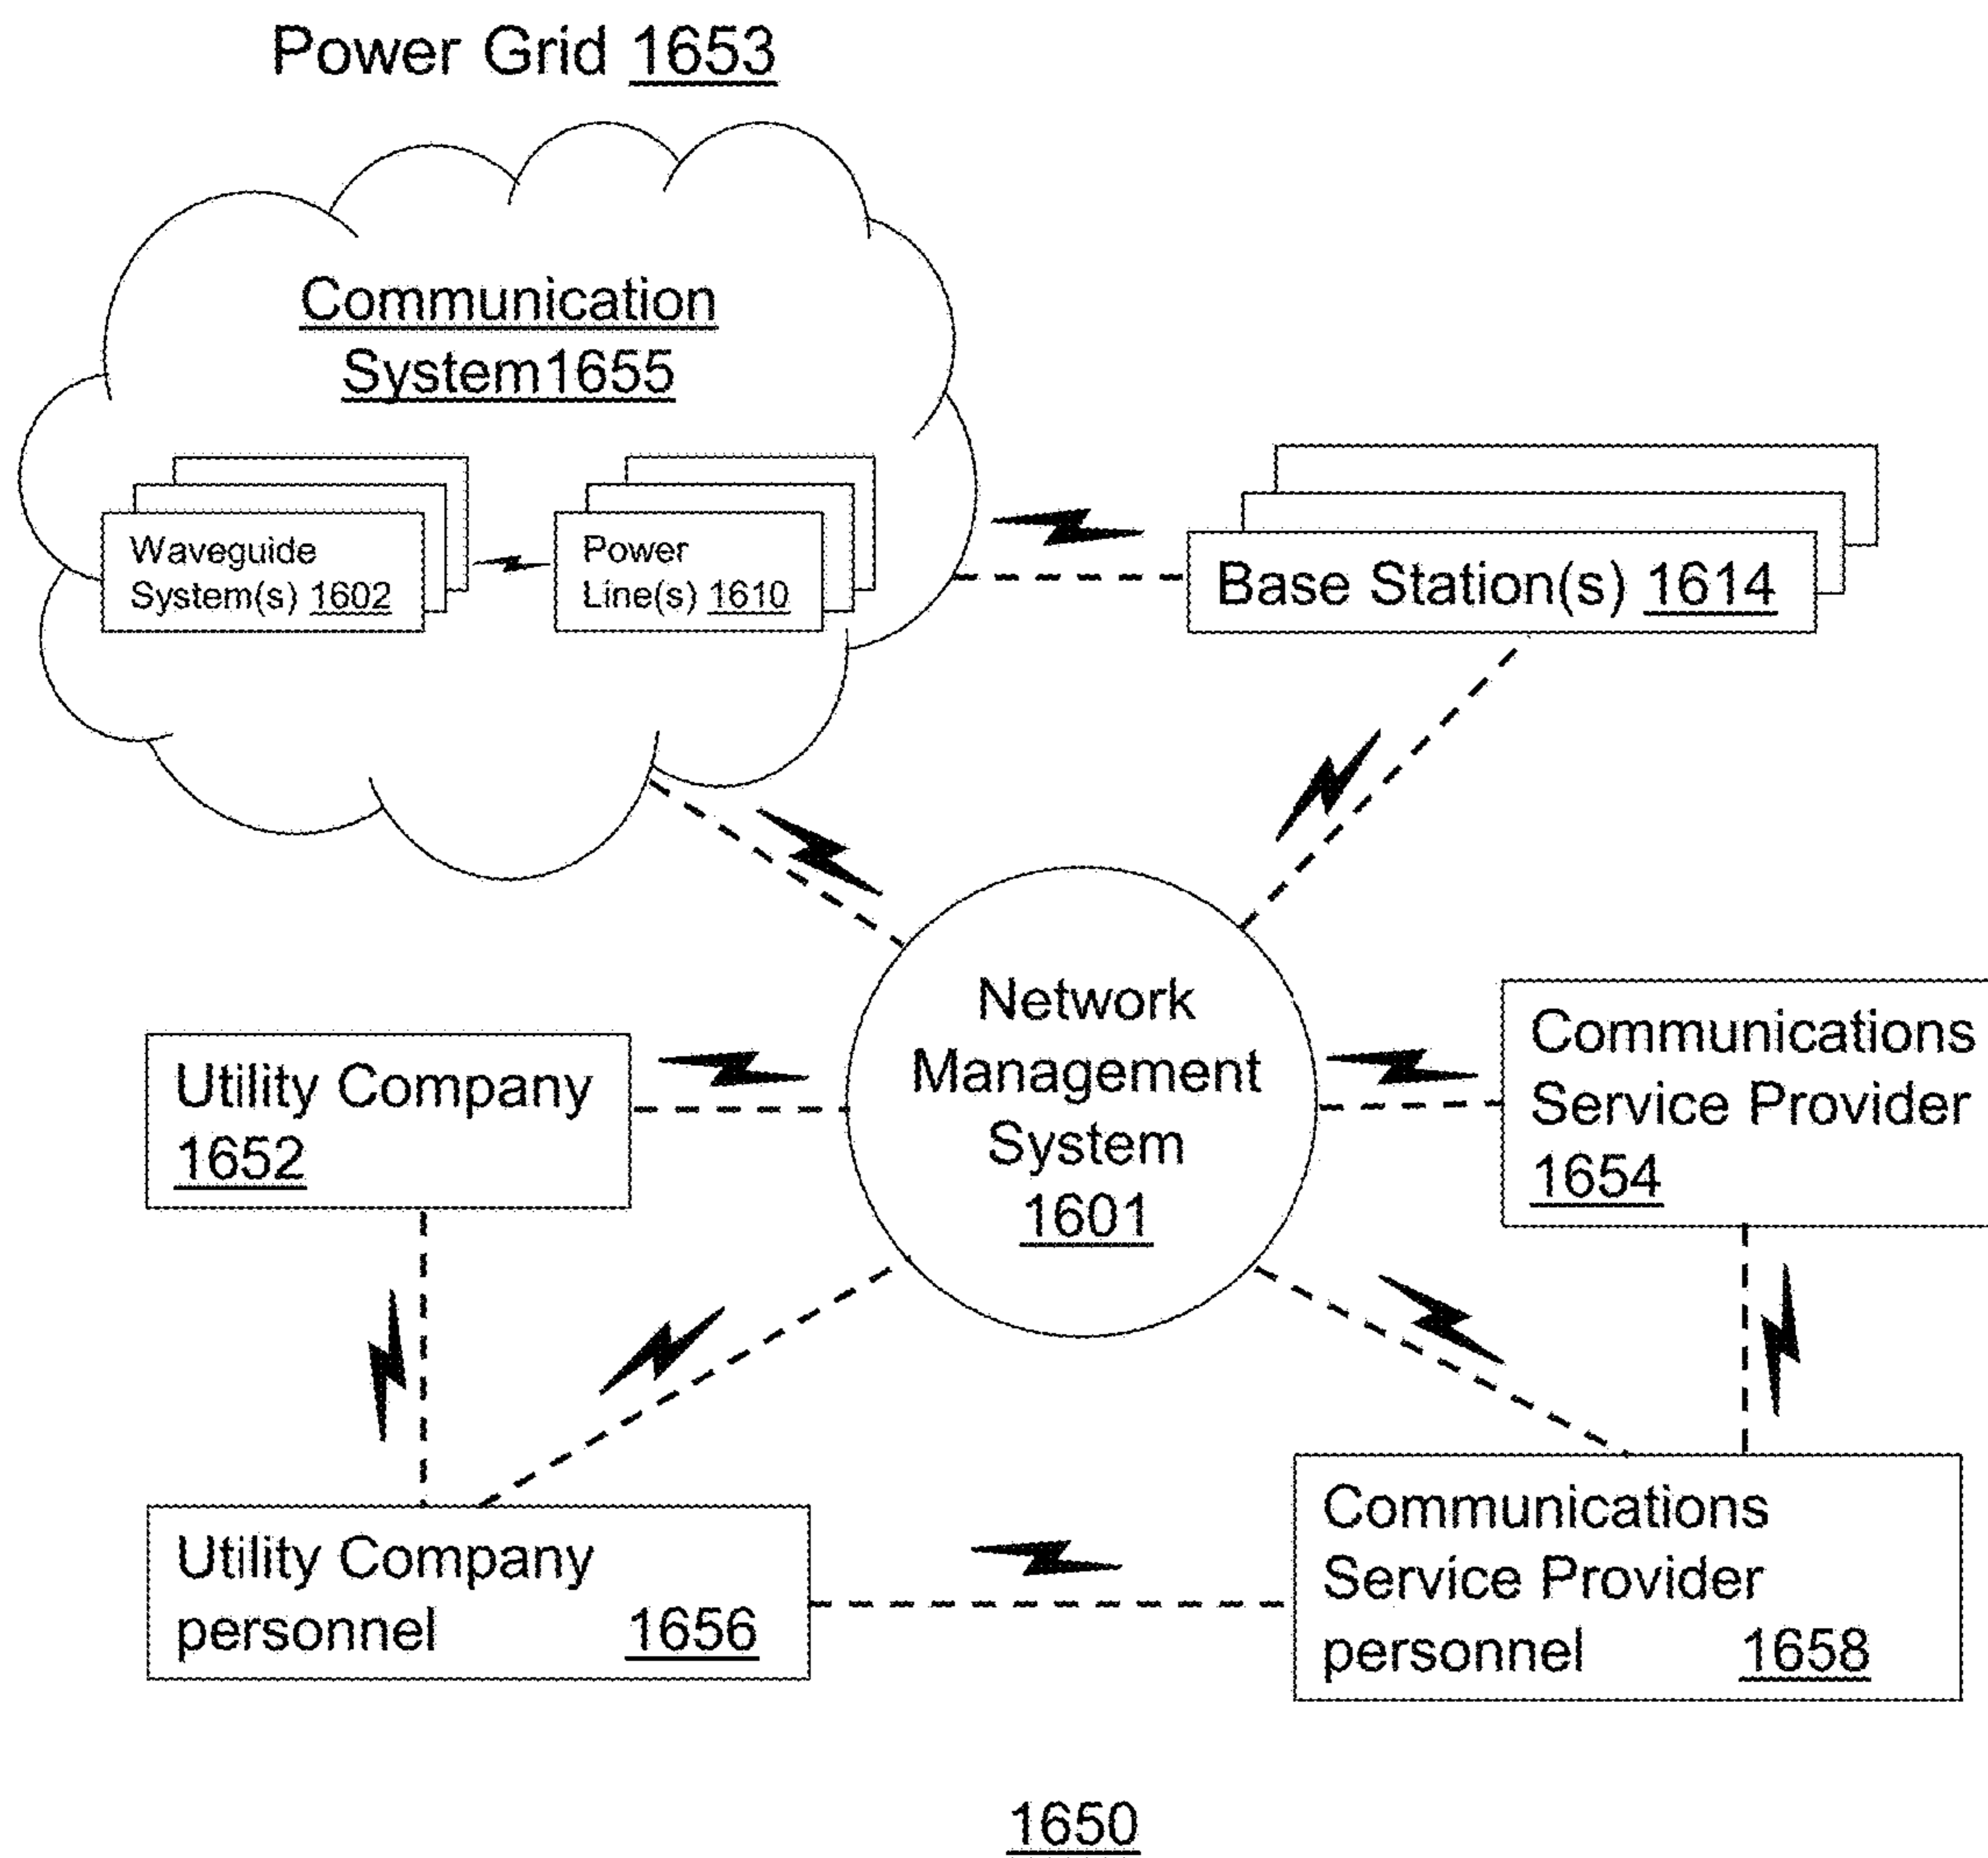 Power Grid 1653
Communication
System1655
Waveguide
System(s) 1602
Power
Line(s) 1610
Base Station(s) 1614
Network
Management
System
1601
Utility Company
1652
Communications
Service Provider
1654
Utility Company
personnel 1656
Communications
Service Provider
personnel 1658
1650